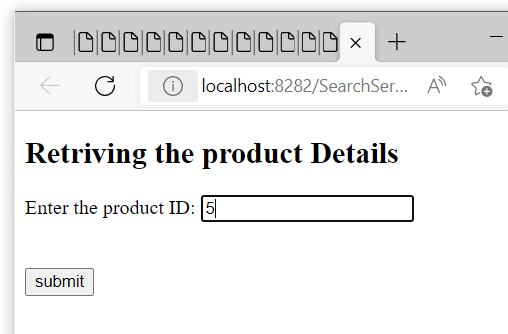 localhost:8282/SearchSer...
Retriving the product Details
Enter the product ID: 5
submit